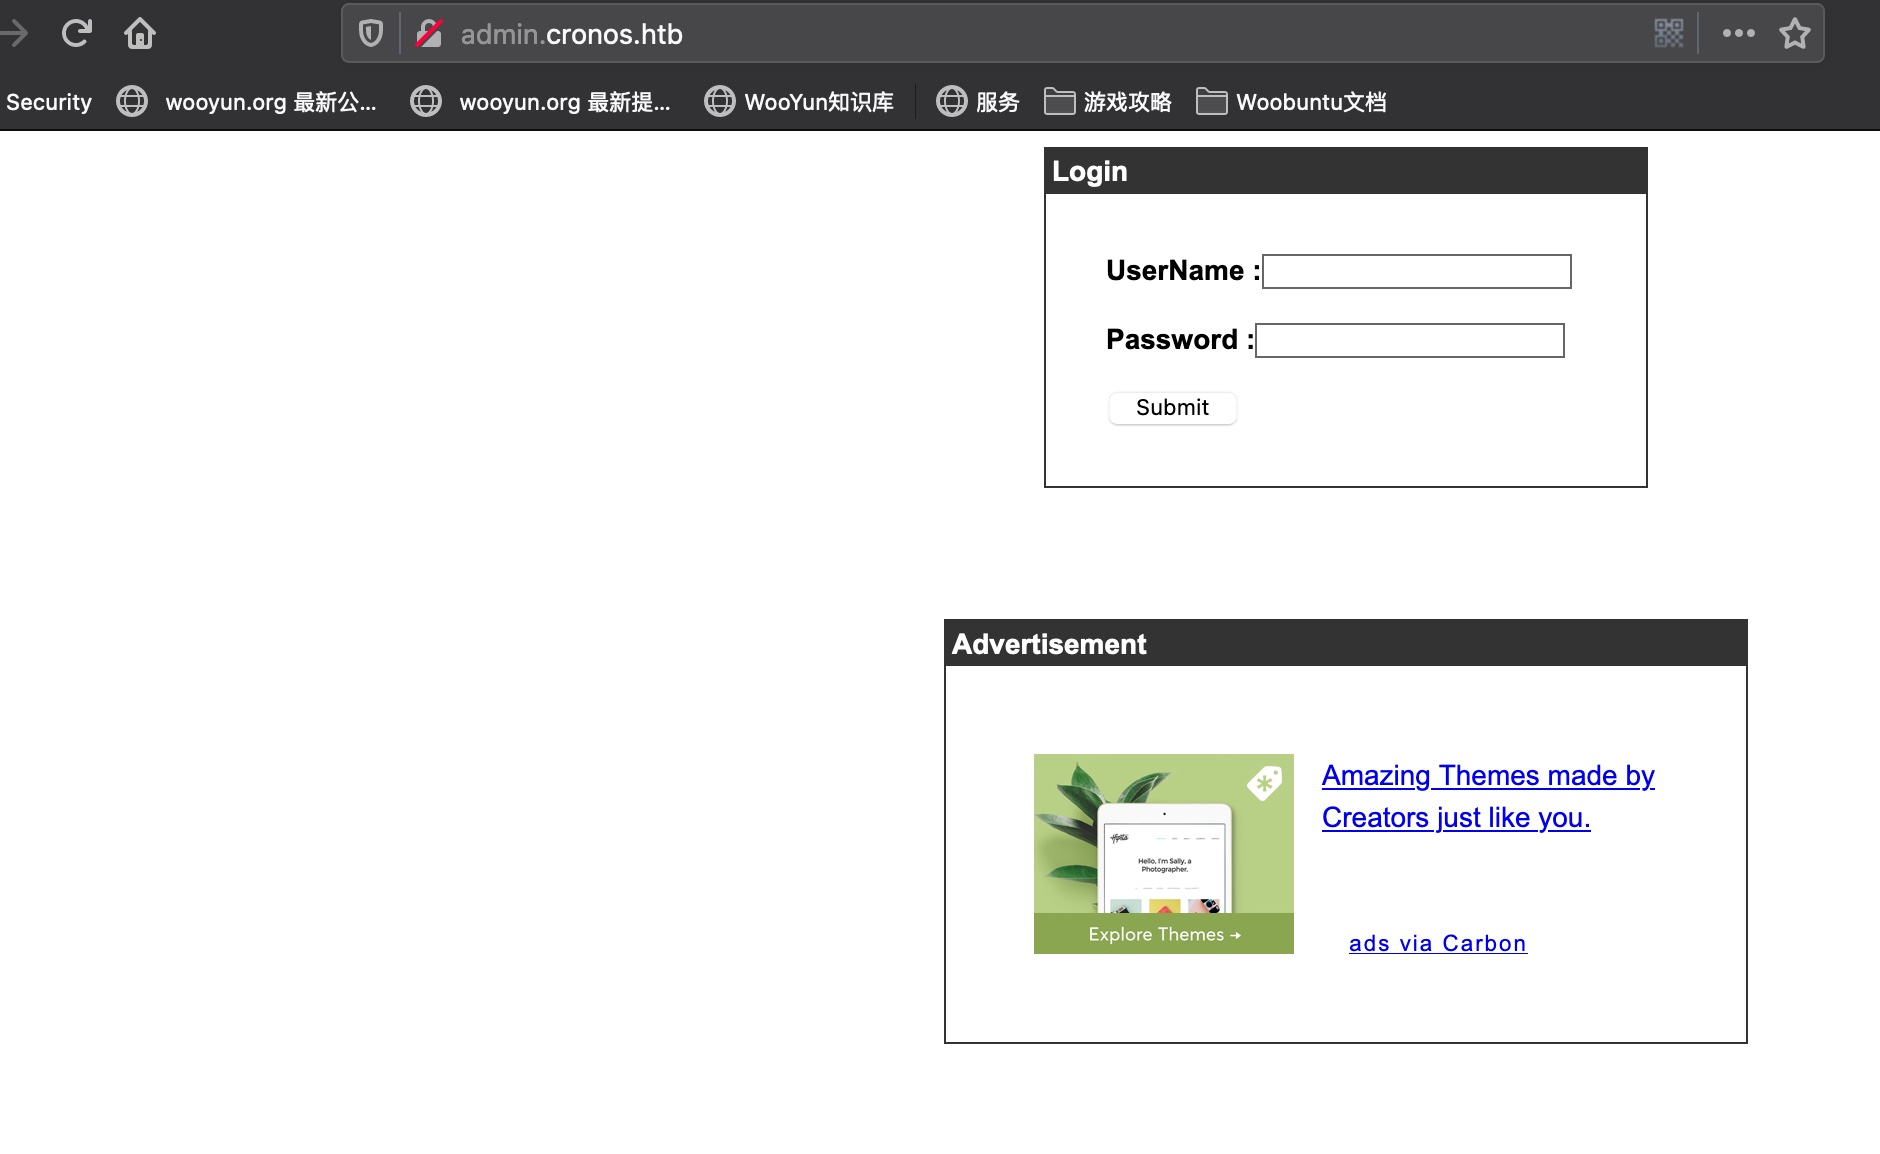 admin.cronos.htb
Security wooyun.org 最新公... wooyun.org 最新提... WooYun知识库 服务 游戏攻略 Woobuntu文档
Login
UserName :
Password :
Submit
Advertisement
Hello, I'm Sally, a
Photographer.
Explore Themes →
Amazing Themes made by
Creators just like you.
ads via Carbon